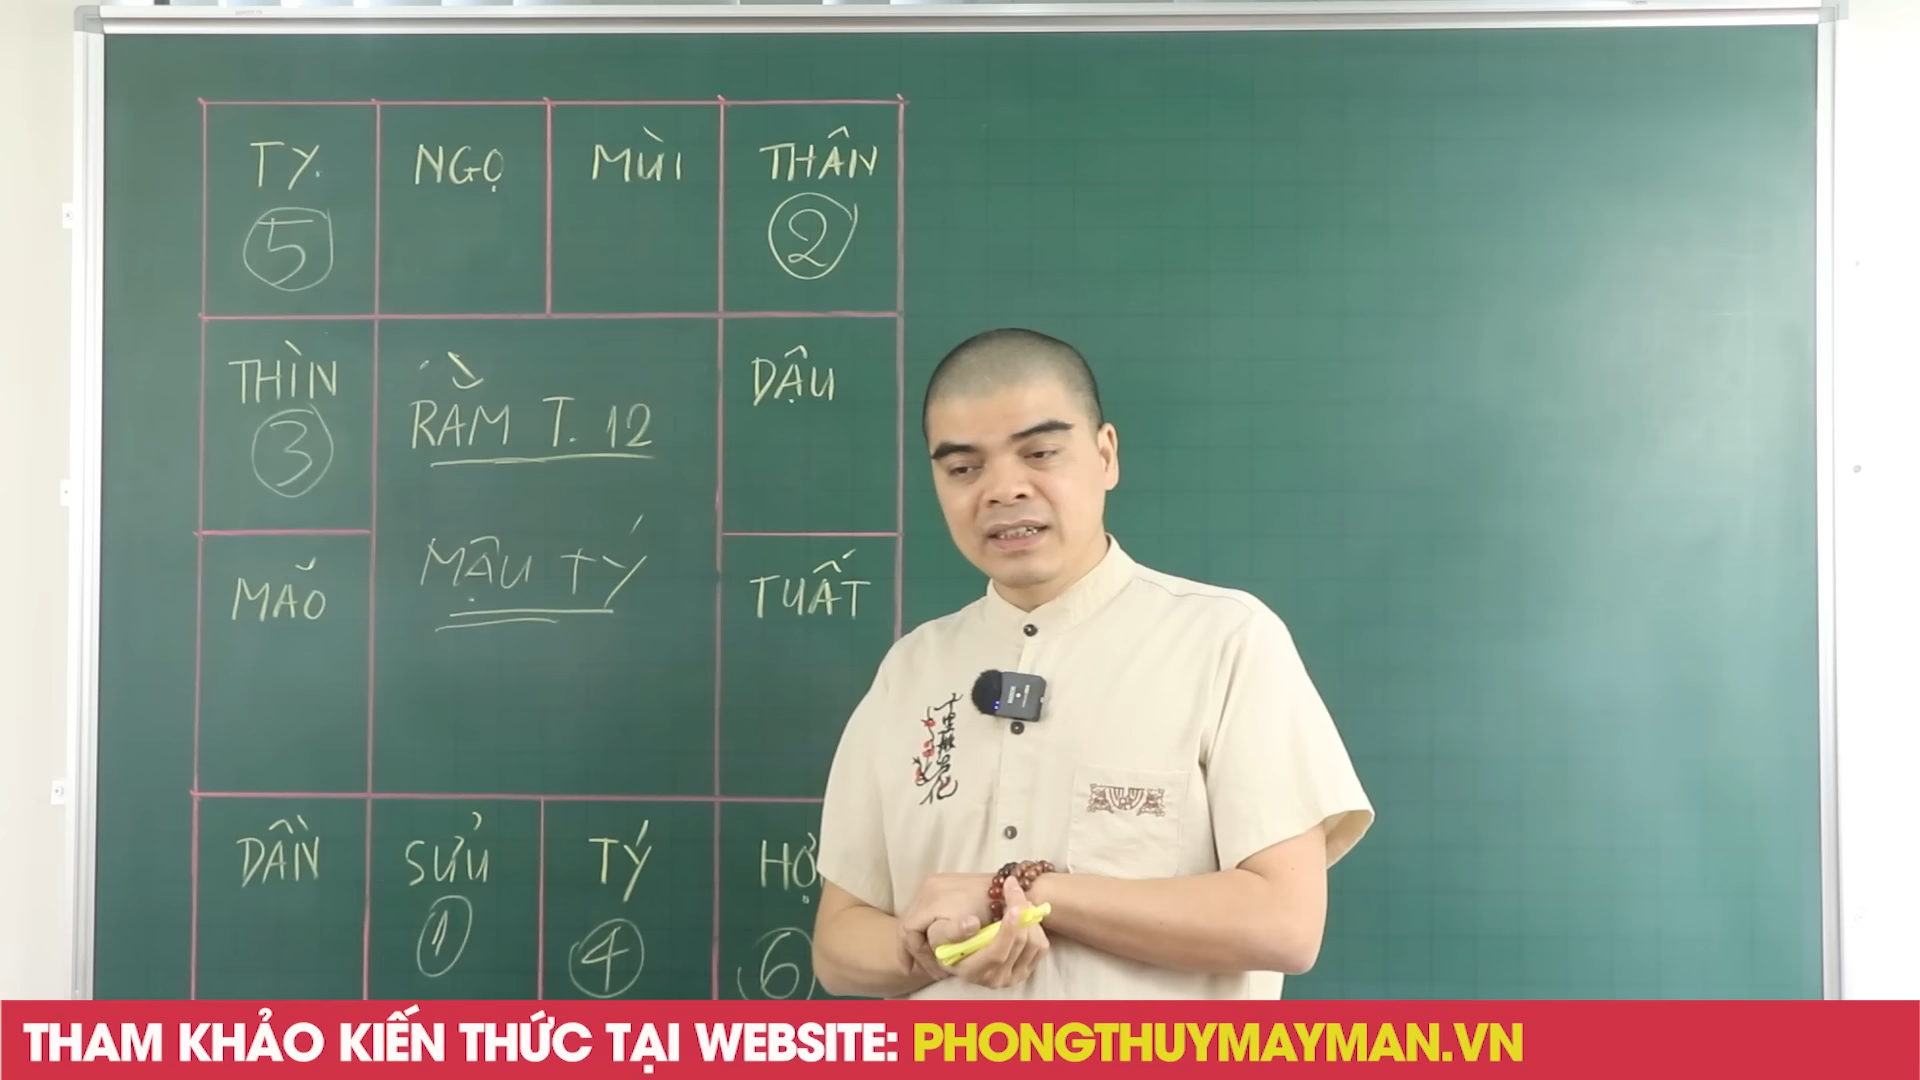 TỴ NGỌ MÙI THÂN
5 2
THÌN DẬU
3
RẰM T. 12
MẬU TÝ
MÃO TUẤT
DẦN SỬU TÝ HỢ
1 4 6
THAM KHẢO KIẾN THỨC TẠI WEBSITE: PHONGTHUYMAYMAN.VN